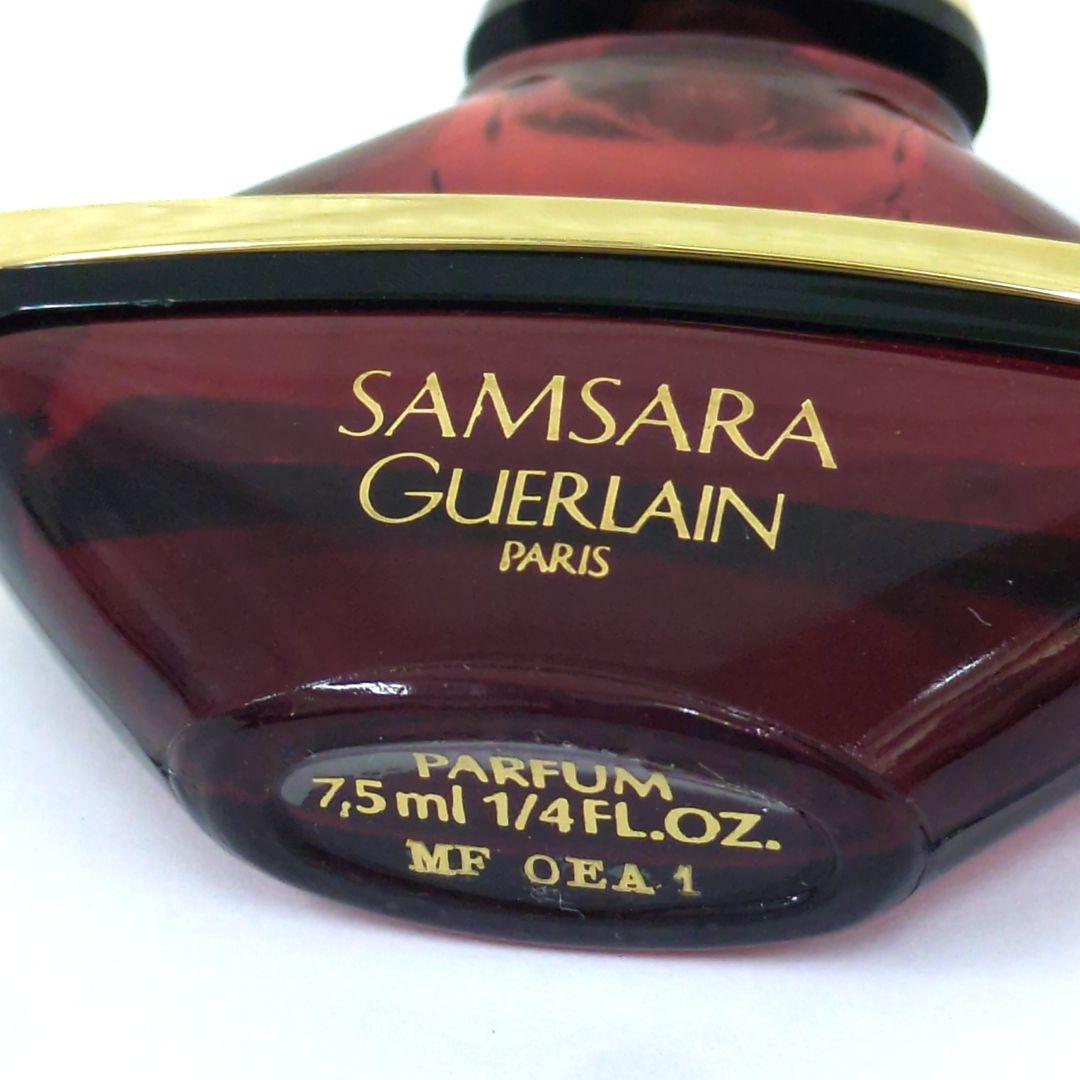 SAMSARA
GUERLAIN
PARIS
PARFUM
7,5 ml 1/4 FL.OZ.
MF OEA 1